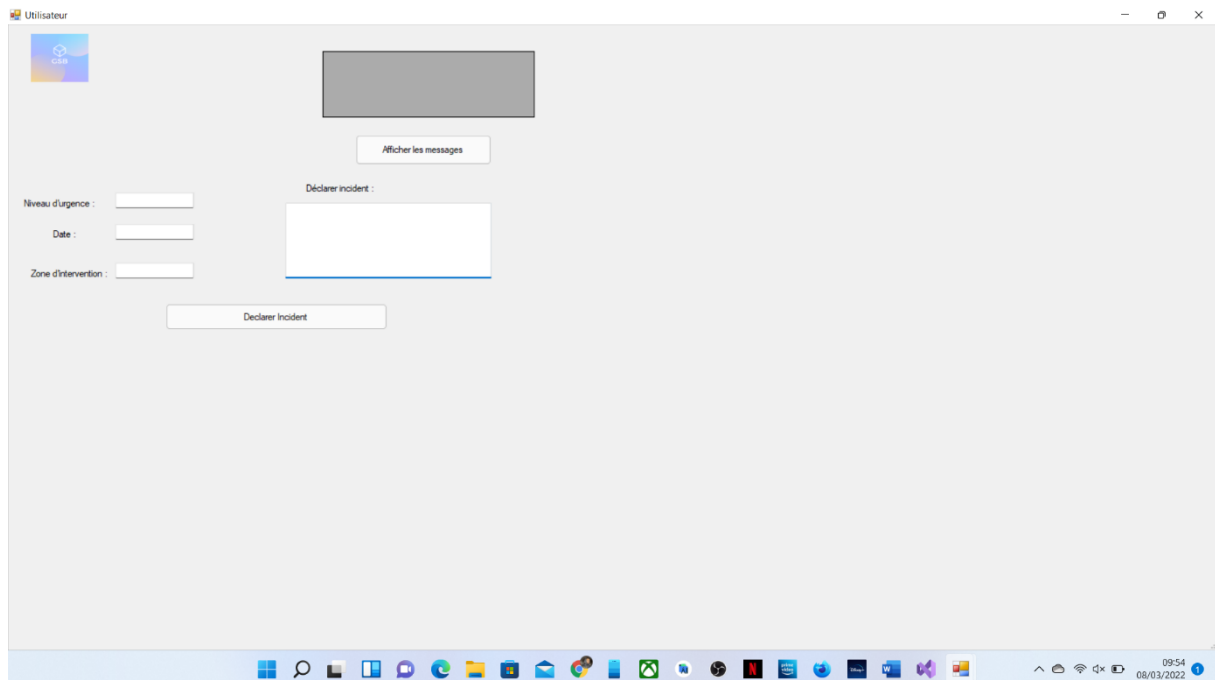 Utilisateur
GSB
Afficher les messages
Déclarer incident :
Niveau d'urgence :
Date :
Zone d'intervention :
Declarer Incident
09:54
08/03/2022
1